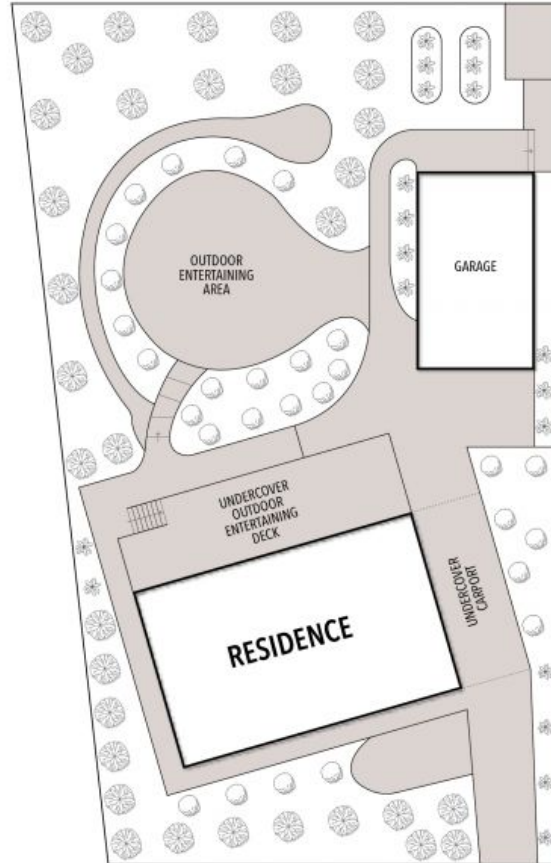 OUTDOOR
ENTERTAINING
AREA
GARAGE
UNDERCOVER
OUTDOOR
ENTERTAINING
DECK
UNDERCOVER
CARPORT
RESIDENCE